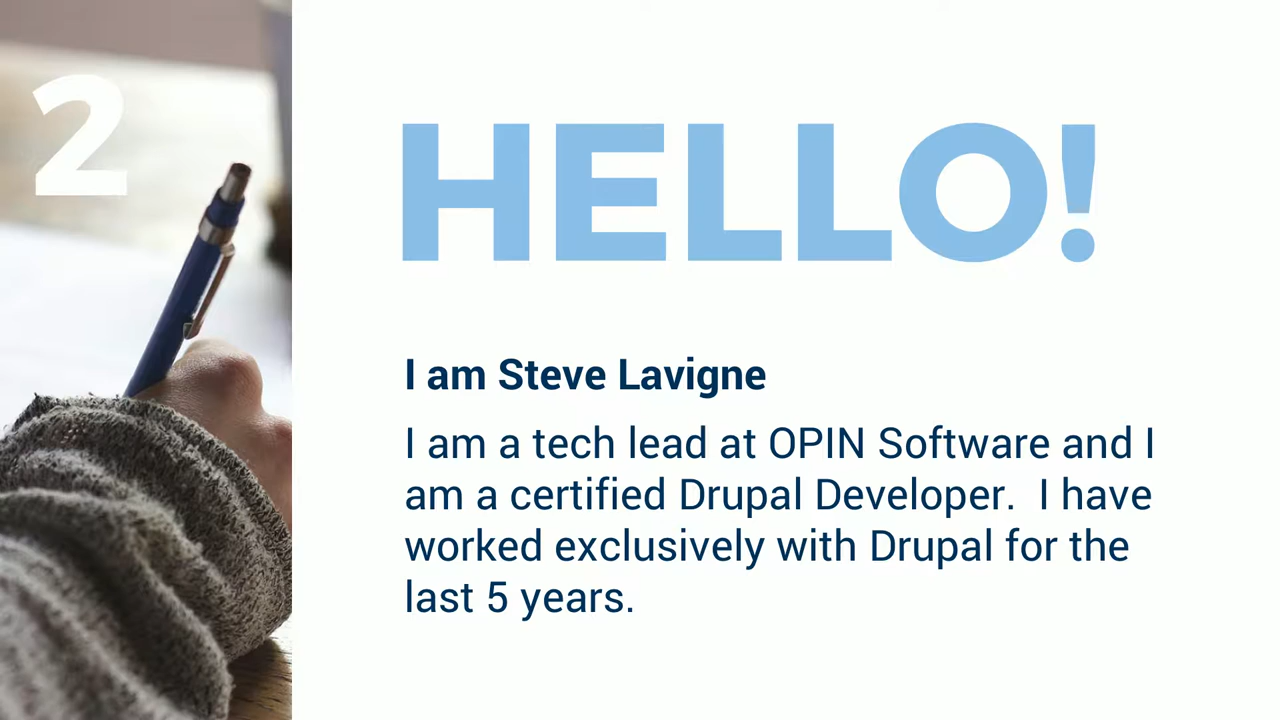 2
HELLO!
I am Steve Lavigne
I am a tech lead at OPIN Software and I
am a certified Drupal Developer.  I have
worked exclusively with Drupal for the
last 5 years.